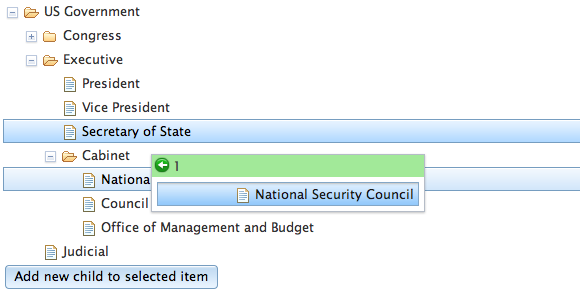 US Government
Congress
Executive
President
Vice President
Secretary of State
Cabinet
1
National
National Security Council
Council
Office of Management and Budget
Judicial
Add new child to selected item